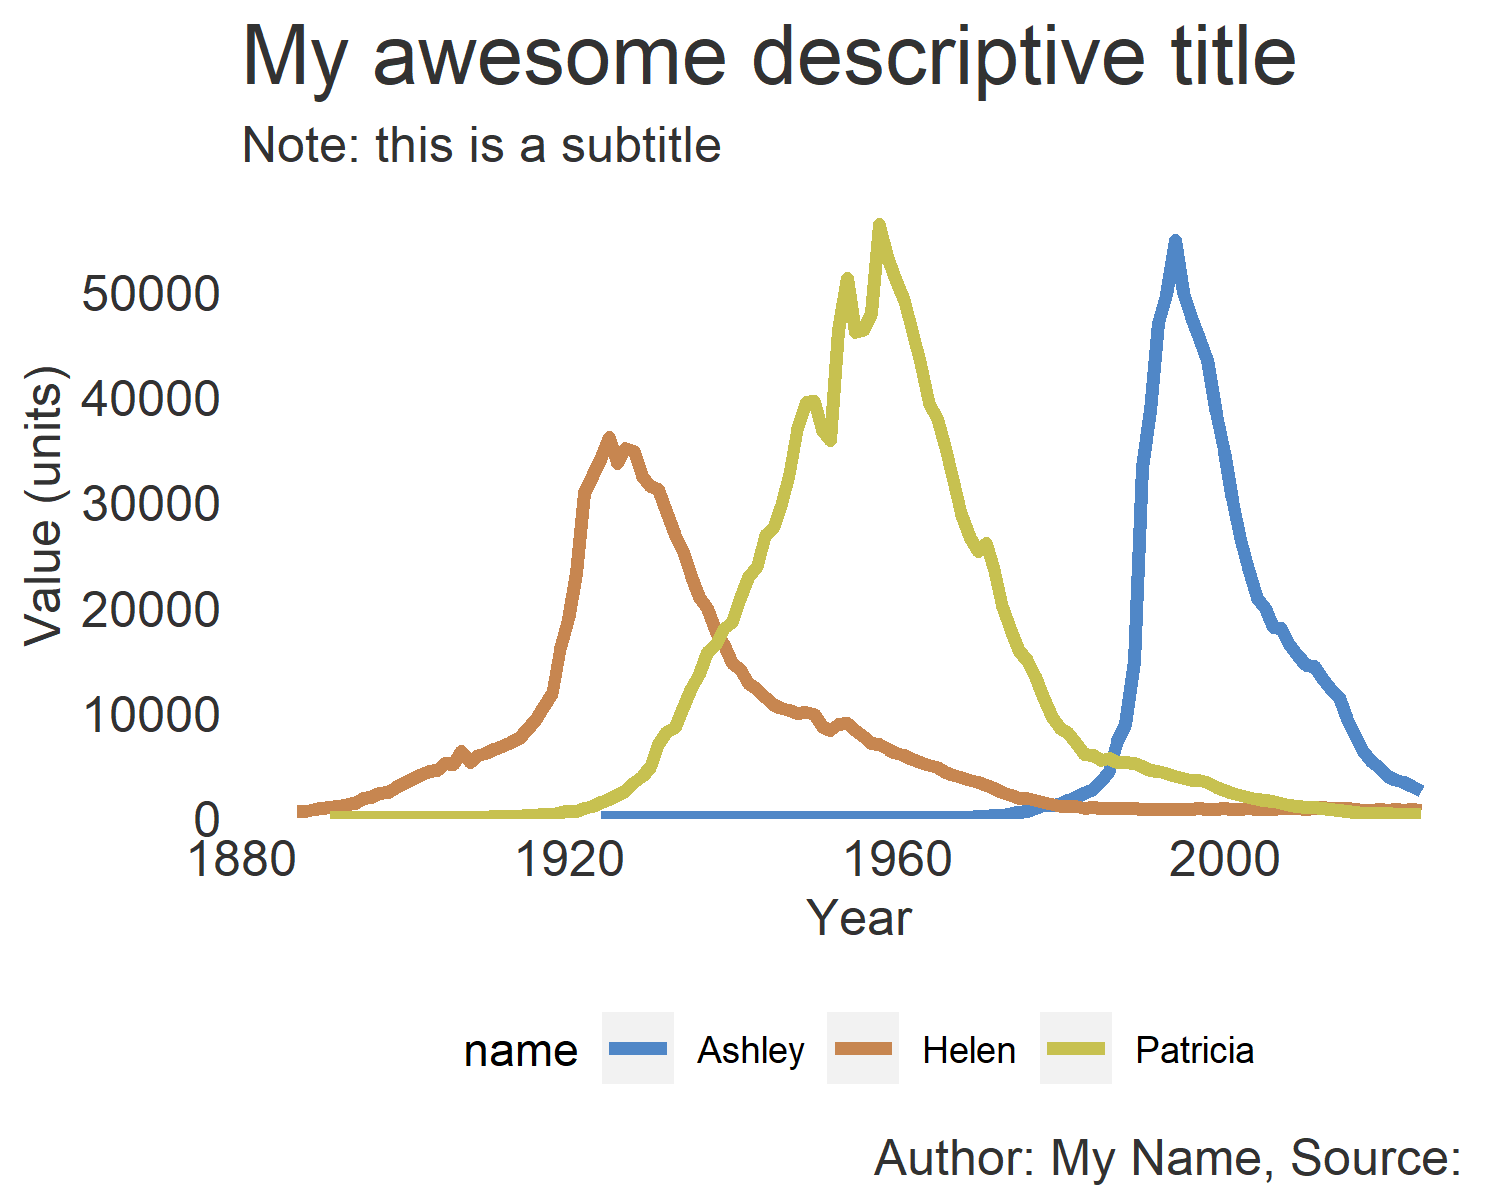 My awesome descriptive title
Note: this is a subtitle
Value (units)
50000
40000
30000
20000
10000
0
1880 1920 1960 2000
Year
name Ashley Helen Patricia
Author: My Name, Source: